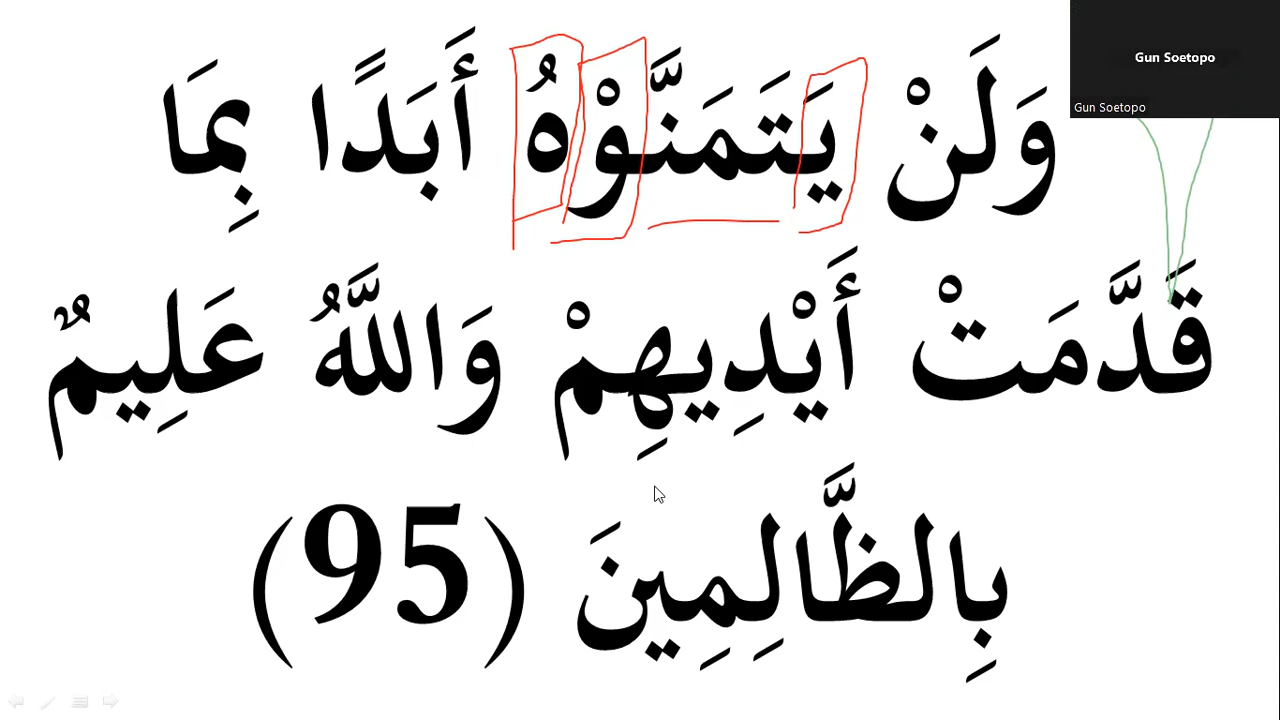 Gun Soetopo
Gun Soetopo
وَلَنْ يَتَمَنَّوْهُ أَبَدًا بِمَا
قَدَّمَتْ أَيْدِيهِمْ وَاللَّهُ عَلِيمٌ
بِالظَّالِمِينَ (95)